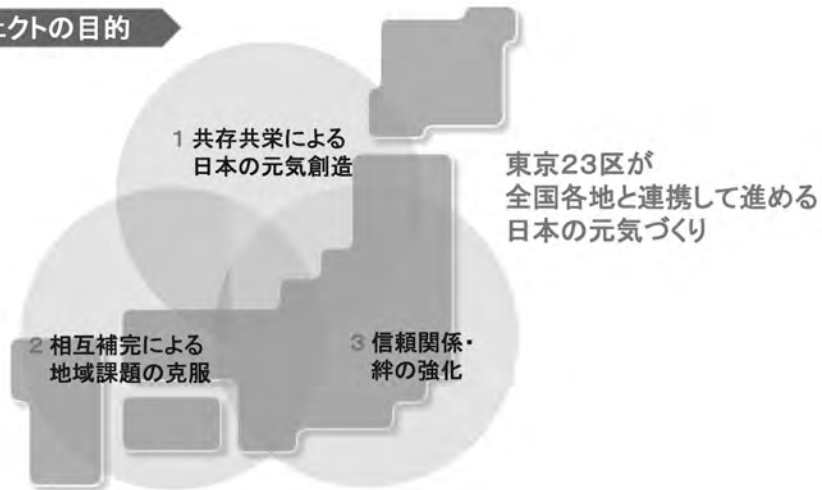 ェクトの目的
1 共存共栄による
日本の元気創造
東京23区が
全国各地と連携して進める
日本の元気づくり
2 相互補完による
地域課題の克服
3 信頼関係・
絆の強化